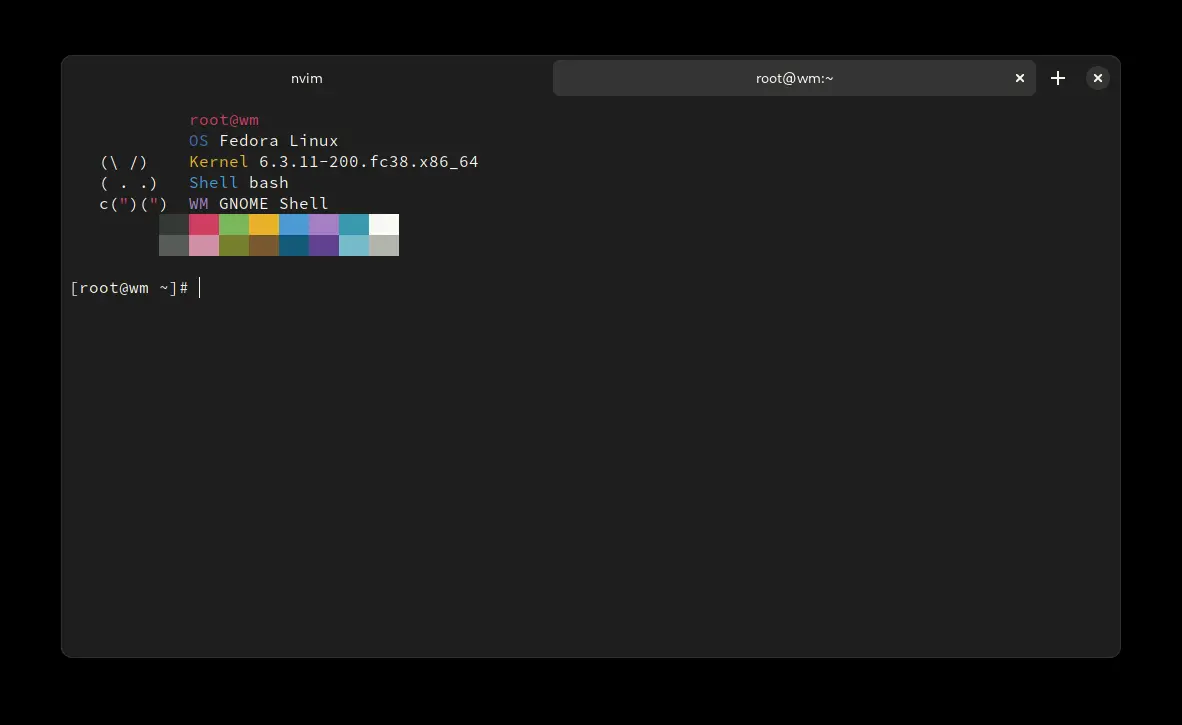 nvim
root@wm:~
root@wm
OS Fedora Linux
(\ /) Kernel 6.3.11-200.fc38.x86_64
( . .) Shell bash
c(")(") WM GNOME Shell
[root@wm ~]#